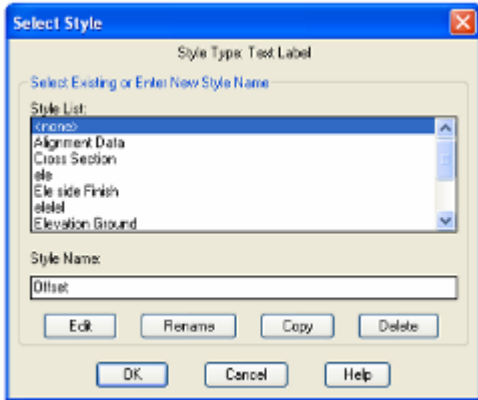 Select Style
Style Type: Text Label
Select Existing or Enter New Style Name
Style List:
<none>
Alignment Data
Cross Section
ele
Ele side Finish
elelel
Elevation Ground
Style Name:
Offset
Edit Rename Copy Delete
OK Cancel Help